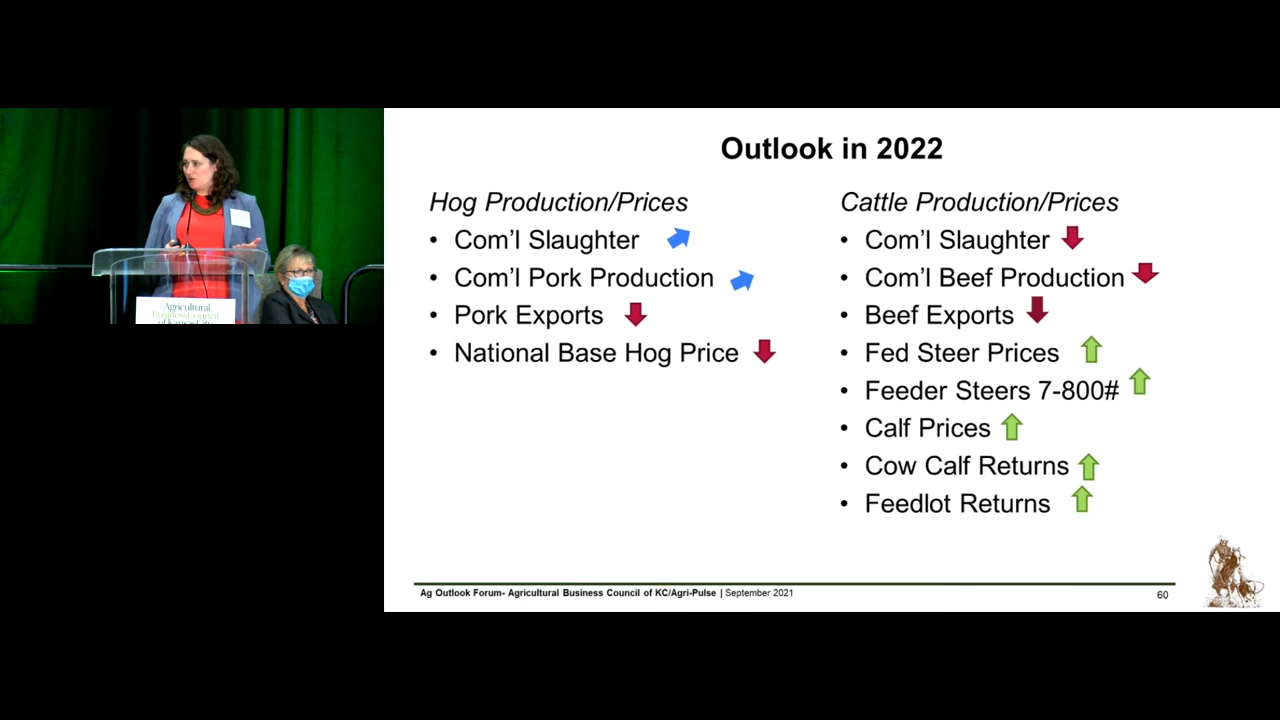 Outlook in 2022
Hog Production/Prices
• Com'l Slaughter
• Com'l Pork Production
• Pork Exports
• National Base Hog Price
Cattle Production/Prices
• Com'l Slaughter
• Com'l Beef Production
• Beef Exports
• Fed Steer Prices
• Feeder Steers 7-800#
• Calf Prices
• Cow Calf Returns
• Feedlot Returns
Ag Outlook Forum- Agricultural Business Council of KC/Agri-Pulse | September 2021
60
Agricultural
Business Council
of Kansas City